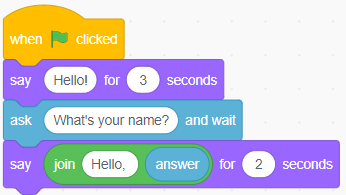 when clicked
say Hello! for 3 seconds
ask What's your name? and wait
say join Hello, answer for 2 seconds